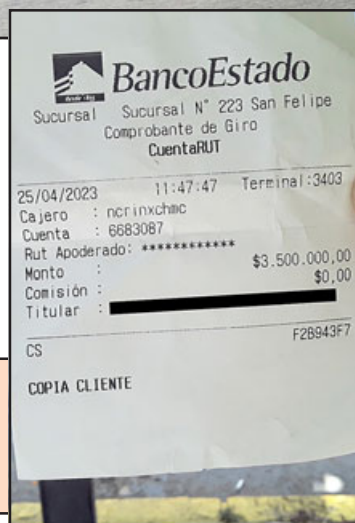 BancoEstado
Sucursal Sucursal N° 223 San Felipe
Comprobante de Giro
CuentaRUT
25/04/2023 11:47:47 Terminal:3403
Cajero : ncrinxchmc
Cuenta : 6683087
Rut Apoderado: ************
Monto : $3.500.000,00
Comisión : $0,00
Titular :
CS F2B943F7
COPIA CLIENTE